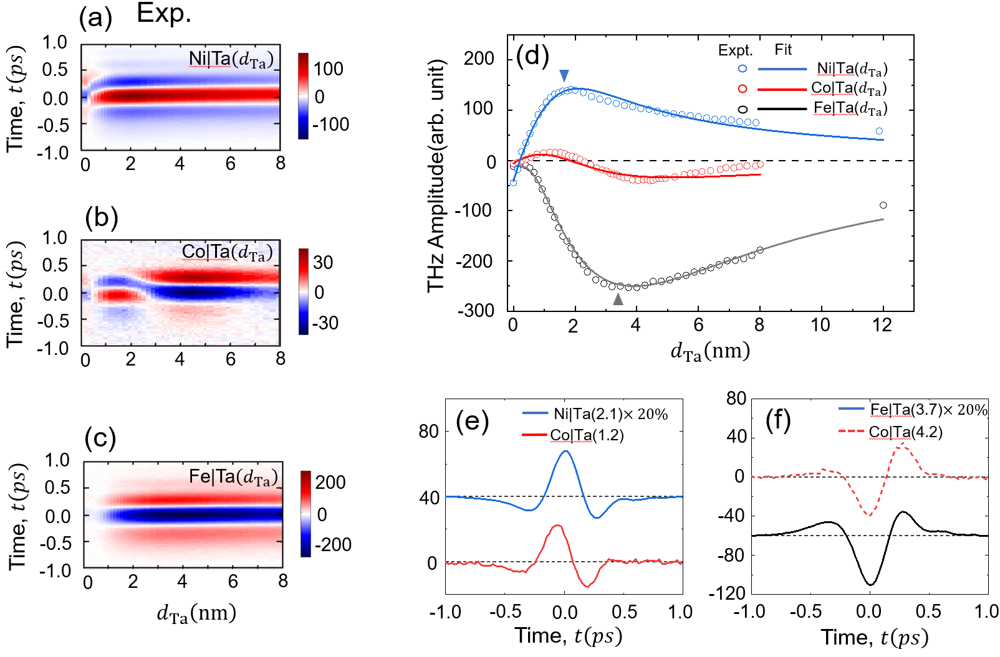 (a) Exp.
Ni|Ta(dTa)
Time, t(ps)
1.0
0.5
0.0
-0.5
-1.0
0 2 4 6 8
100
0
-100
(b)
Co|Ta(dTa)
Time, t(ps)
1.0
0.5
0.0
-0.5
-1.0
0 2 4 6 8
30
0
-30
(c)
Fe|Ta(dTa)
Time, t(ps)
1.0
0.5
0.0
-0.5
-1.0
0 2 4 6 8
dTa(nm)
200
0
-200
(d)
Expt. Fit
Ni|Ta(dTa)
Co|Ta(dTa)
Fe|Ta(dTa)
THz Amplitude(arb. unit)
200
100
0
-100
-200
-300
0 2 4 6 8 10 12
dTa(nm)
(e)
Ni|Ta(2.1)× 20%
Co|Ta(1.2)
80
40
0
-1.0 -0.5 0.0 0.5 1.0
Time, t(ps)
(f)
Fe|Ta(3.7)× 20%
Co|Ta(4.2)
80
40
0
-40
-80
-120
-1.0 -0.5 0.0 0.5 1.0
Time, t(ps)